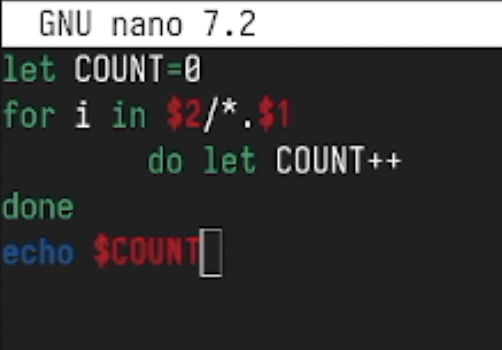 GNU nano 7.2
let COUNT=0
for i in $2/*.$1
do let COUNT++
done
echo $COUNT